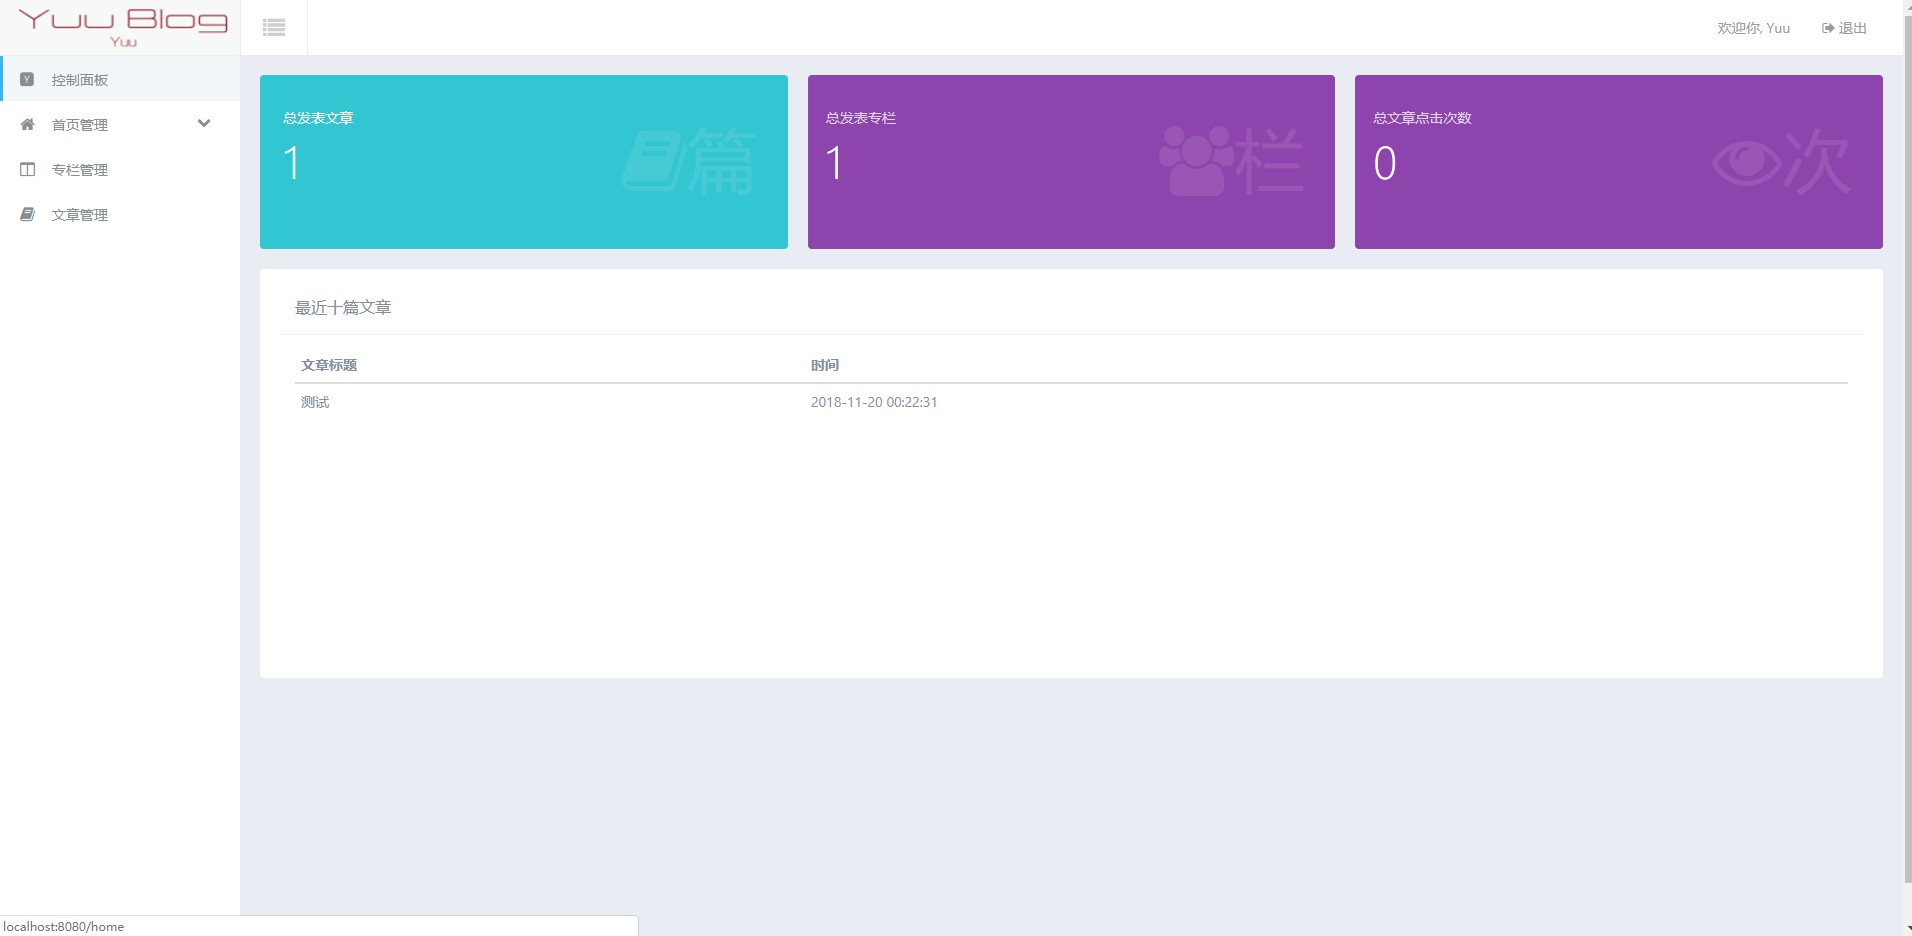 Yuu Blog
Yuu
欢迎你, Yuu
退出
控制面板
首页管理
专栏管理
文章管理
总发表文章
1
篇
总发表专栏
1
栏
总文章点击次数
0
次
最近十篇文章
文章标题 时间
测试 2018-11-20 00:22:31
localhost:8080/home